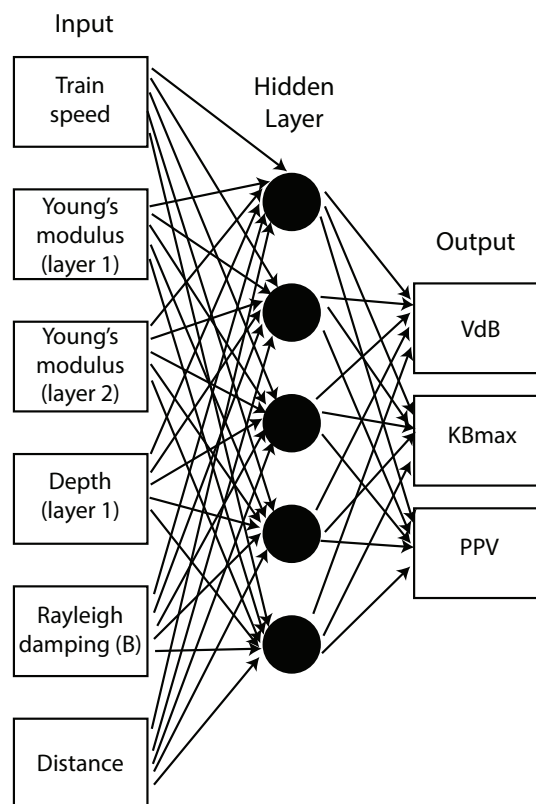 Input
Train
speed
Young's
modulus
(layer 1)
Young's
modulus
(layer 2)
Depth
(layer 1)
Rayleigh
damping (B)
Distance
Hidden
Layer
Output
VdB
KBmax
PPV